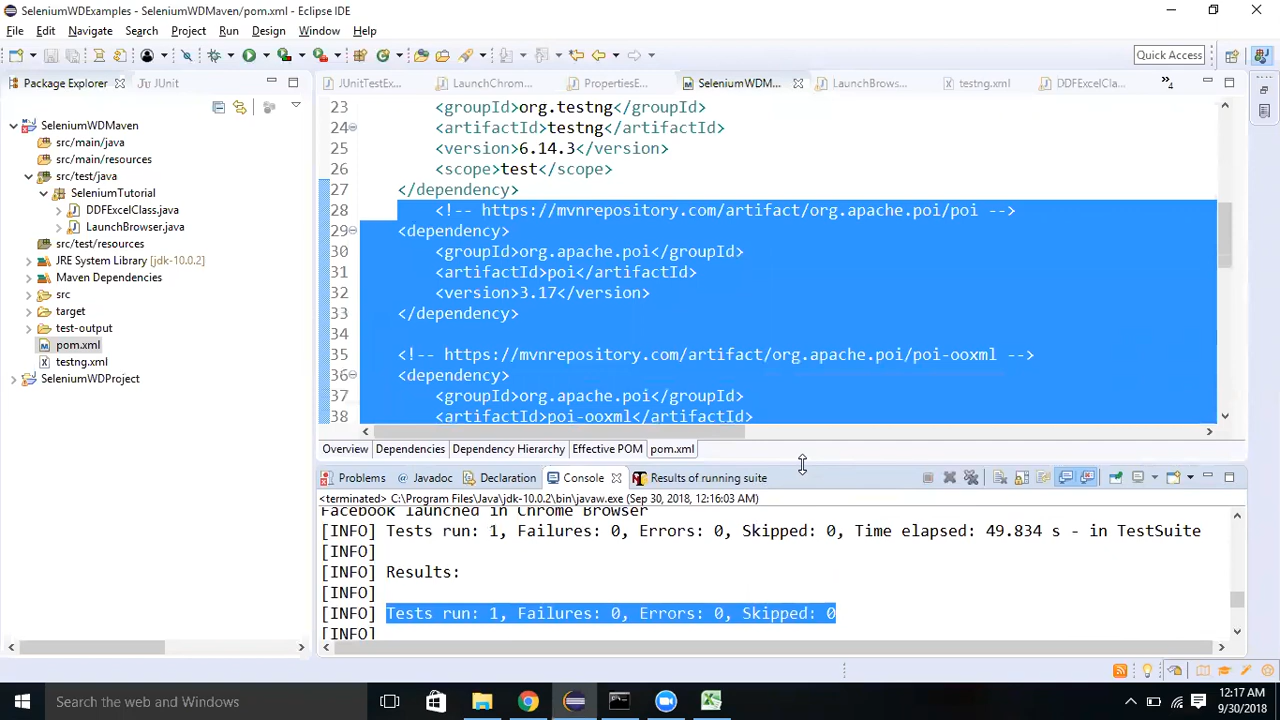 SeleniumWDExamples - SeleniumWDMaven/pom.xml - Eclipse IDE
File Edit Navigate Search Project Run Design Window Help
Quick Access
Package Explorer JUnit
JUnitTestEx... LaunchChrom... PropertiesE... SeleniumWDM... LaunchBrows... testng.xml DDFExcelCla... »4
SeleniumWDMaven
src/main/java
src/main/resources
src/test/java
SeleniumTutorial
DDFExcelClass.java
LaunchBrowser.java
src/test/resources
JRE System Library [jdk-10.0.2]
Maven Dependencies
src
target
test-output
pom.xml
testng.xml
SeleniumWDProject
23 <groupId>org.testng</groupId>
24 <artifactId>testng</artifactId>
25 <version>6.14.3</version>
26 <scope>test</scope>
27 </dependency>
28 <!-- https://mvnrepository.com/artifact/org.apache.poi/poi -->
29 <dependency>
30 <groupId>org.apache.poi</groupId>
31 <artifactId>poi</artifactId>
32 <version>3.17</version>
33 </dependency>
34
35 <!-- https://mvnrepository.com/artifact/org.apache.poi/poi-ooxml -->
36 <dependency>
37 <groupId>org.apache.poi</groupId>
38 <artifactId>poi-ooxml</artifactId>
Overview Dependencies Dependency Hierarchy Effective POM pom.xml
Problems @ Javadoc Declaration Console Results of running suite
<terminated> C:\Program Files\Java\jdk-10.0.2\bin\javaw.exe (Sep 30, 2018, 12:16:03 AM)
Facebook launched in Chrome Browser
[INFO] Tests run: 1, Failures: 0, Errors: 0, Skipped: 0, Time elapsed: 49.834 s - in TestSuite
[INFO]
[INFO] Results:
[INFO]
[INFO] Tests run: 1, Failures: 0, Errors: 0, Skipped: 0
[INFO]
Search the web and Windows
12:17 AM
9/30/2018